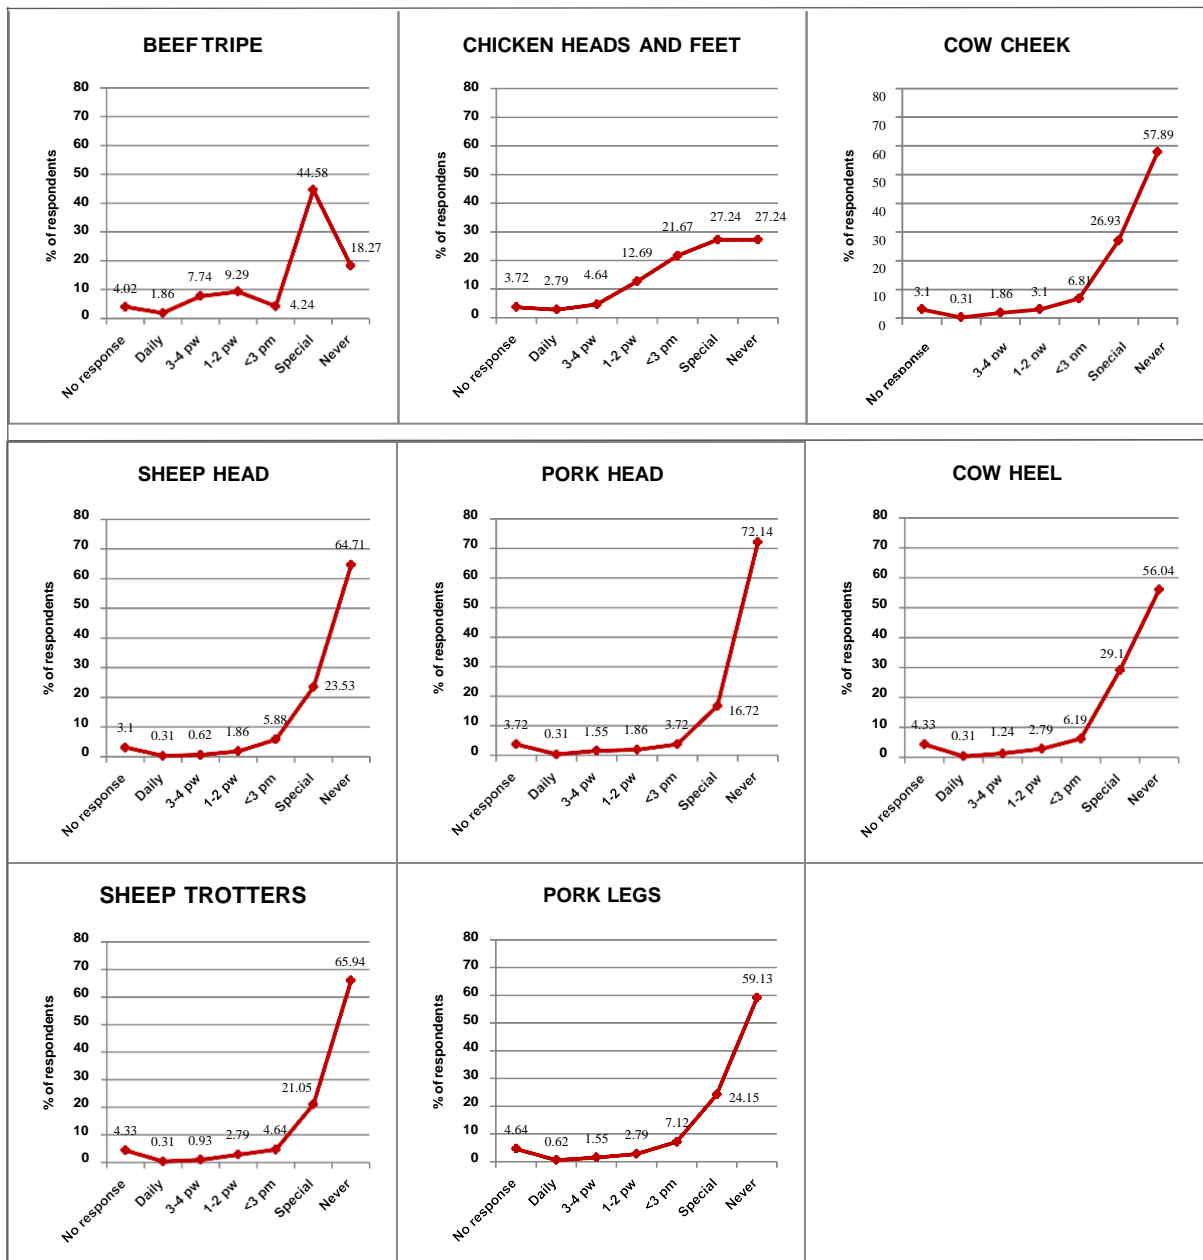 BEEF TRIPE
80
70
60
50
40
30
20
10
0
% of respondens
4.02
1.86
7.74
9.29
4.24
44.58
18.27
No response
Daily
3-4 pw
1-2 pw
<3 pm
Special
Never
CHICKEN HEADS AND FEET
80
70
60
50
40
30
20
10
0
% of respondents
3.72
2.79
4.64
12.69
21.67
27.24
27.24
No response
Daily
3-4 pw
1-2 pw
<3 pm
Special
Never
COW CHEEK
80
70
60
50
40
30
20
10
0
% of respondents
3.1
0.31
1.86
3.1
6.81
26.93
57.89
No response
3-4 pw
1-2 pw
<3 pm
Special
Never
SHEEP HEAD
80
70
60
50
40
30
20
10
0
% of respondents
3.1
0.31
0.62
1.86
5.88
23.53
64.71
No response
Daily
3-4 pw
1-2 pw
<3 pm
Special
Never
PORK HEAD
80
70
60
50
40
30
20
10
0
% of respondents
3.72
0.31
1.55
1.86
3.72
16.72
72.14
No response
Daily
3-4 pw
1-2 pw
<3 pm
Special
Never
COW HEEL
80
70
60
50
40
30
20
10
0
% of respondents
4.33
0.31
1.24
2.79
6.19
29.1
56.04
No response
Daily
3-4 pw
1-2 pw
<3 pm
Special
Never
SHEEP TROTTERS
80
70
60
50
40
30
20
10
0
% of respondents
4.33
0.31
0.93
2.79
4.64
21.05
65.94
No response
Daily
3-4 pw
1-2 pw
<3 pm
Special
Never
PORK LEGS
80
70
60
50
40
30
20
10
0
% of respondents
4.64
0.62
1.55
2.79
7.12
24.15
59.13
No response
Daily
3-4 pw
1-2 pw
<3 pm
Special
Never